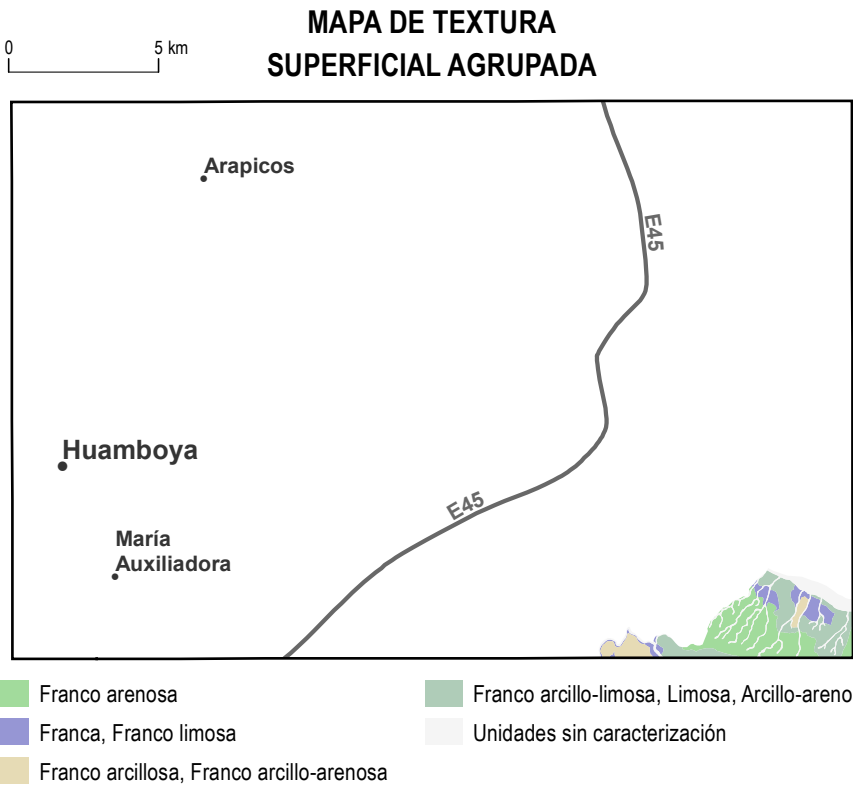 MAPA DE TEXTURA
SUPERFICIAL AGRUPADA
0 5 km
Arapicos
E45
Huamboya
E45
María
Auxiliadora
Franco arenosa
Franca, Franco limosa
Franco arcillosa, Franco arcillo-arenosa
Franco arcillo-limosa, Limosa, Arcillo-areno
Unidades sin caracterización